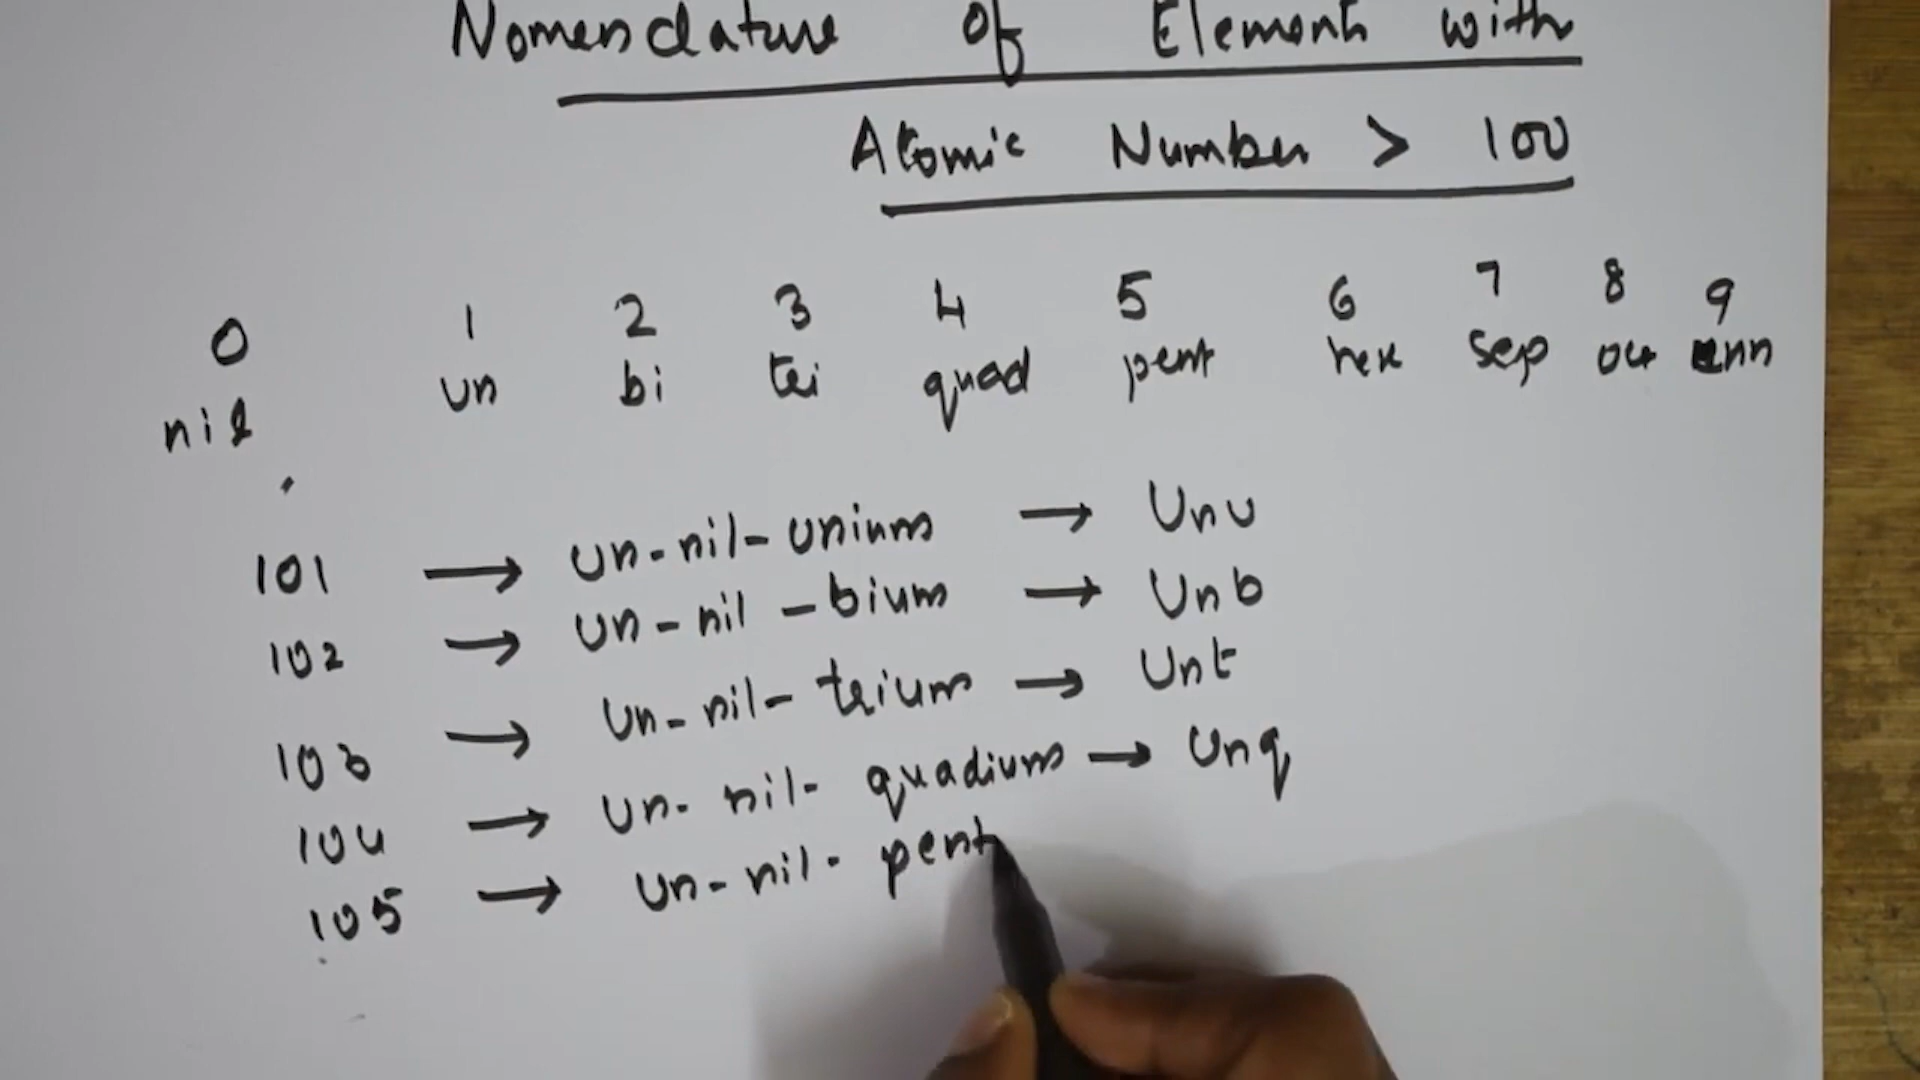 Nomenclature of Element with
Atomic Number > 100
0 1 2 3 4 5 6 7 8 9
nil un bi tri quad pent hex sep oct enn
101 → un-nil-unium → Unu
102 → un-nil-bium → Unb
103 → un-nil-trium → Unt
104 → un-nil-quadium → Unq
105 → un-nil-pent